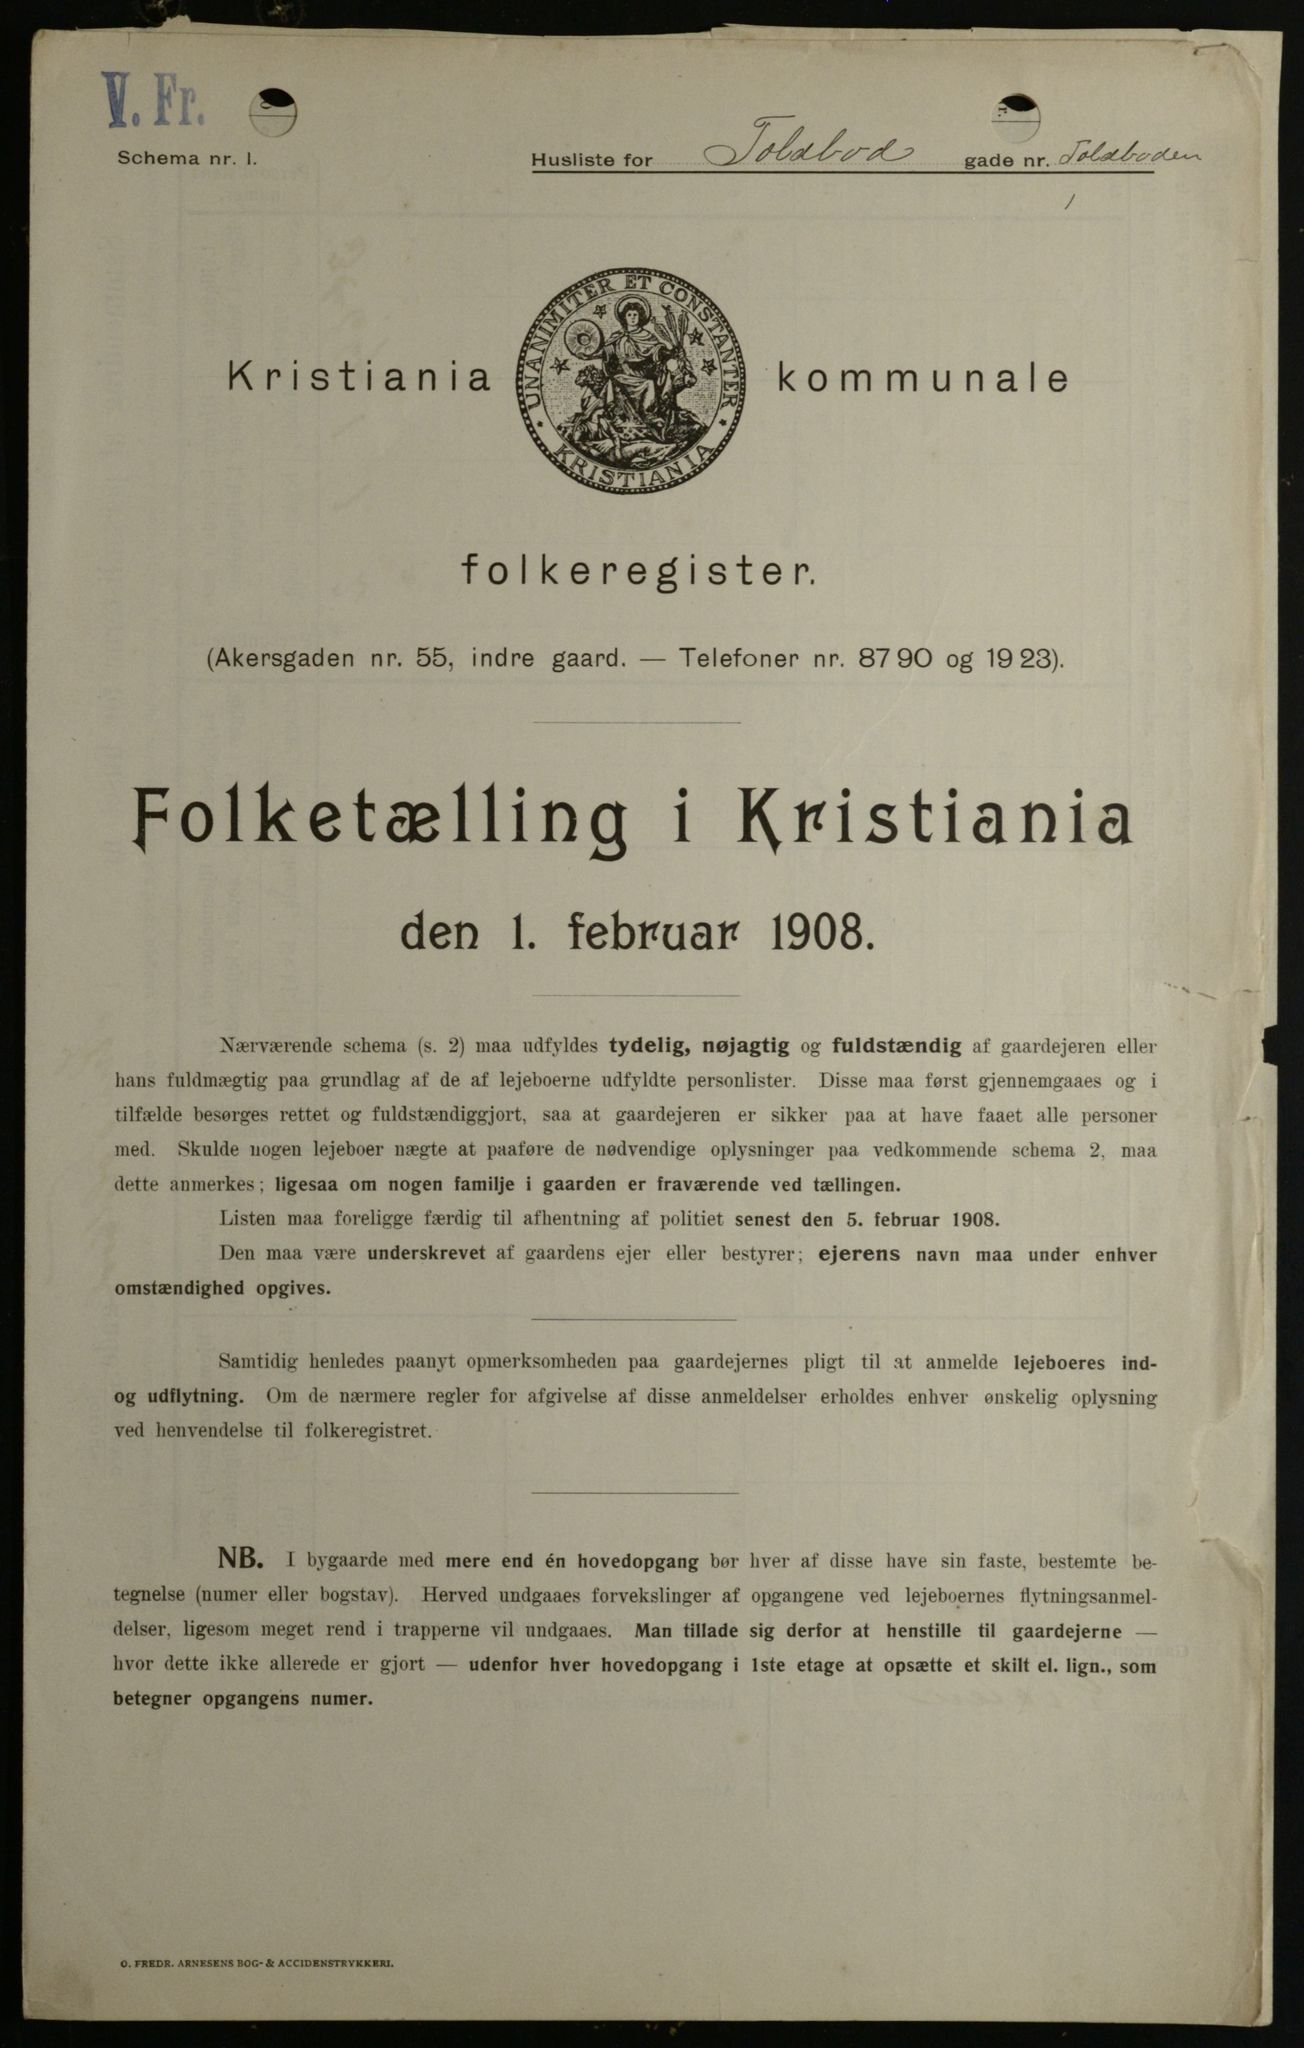 V. Fr.
Schema nr. I.
Husliste for Toldbod gade nr. Toldboden
1
UNANIMITER ET CONSTANTER
KRISTIANIA
Kristiania kommunale
folkeregister.
(Akersgaden nr. 55, indre gaard. — Telefoner nr. 87 90 og 19 23).
Folketælling i Kristiania
den 1. februar 1908.
Nærværende schema (s. 2) maa udfyldes tydelig, nøjagtig og fuldstændig af gaardejeren eller
hans fuldmægtig paa grundlag af de af lejeboerne udfyldte personlister. Disse maa først gjennemgaaes og i
tilfælde besørges rettet og fuldstændiggjort, saa at gaardejeren er sikker paa at have faaet alle personer
med. Skulde nogen lejeboer nægte at paaføre de nødvendige oplysninger paa vedkommende schema 2, maa
dette anmerkes; ligesaa om nogen familje i gaarden er fraværende ved tællingen.
Listen maa foreligge færdig til afhentning af politiet senest den 5. februar 1908.
Den maa være underskrevet af gaardens ejer eller bestyrer; ejerens navn maa under enhver
omstændighed opgives.
Samtidig henledes paanyt opmerksomheden paa gaardejernes pligt til at anmelde lejeboeres ind-
og udflytning. Om de nærmere regler for afgivelse af disse anmeldelser erholdes enhver ønskelig oplysning
ved henvendelse til folkeregistret.
NB. I bygaarde med mere end én hovedopgang bør hver af disse have sin faste, bestemte be-
tegnelse (numer eller bogstav). Herved undgaaes forvekslinger af opgangene ved lejeboernes flytningsanmel-
delser, ligesom meget rend i trapperne vil undgaaes. Man tillade sig derfor at henstille til gaardejerne —
hvor dette ikke allerede er gjort — udenfor hver hovedopgang i 1ste etage at opsætte et skilt el. lign., som
betegner opgangens numer.
O. FREDR. ARNESENS BOG- & ACCIDENSTRYKKERI.